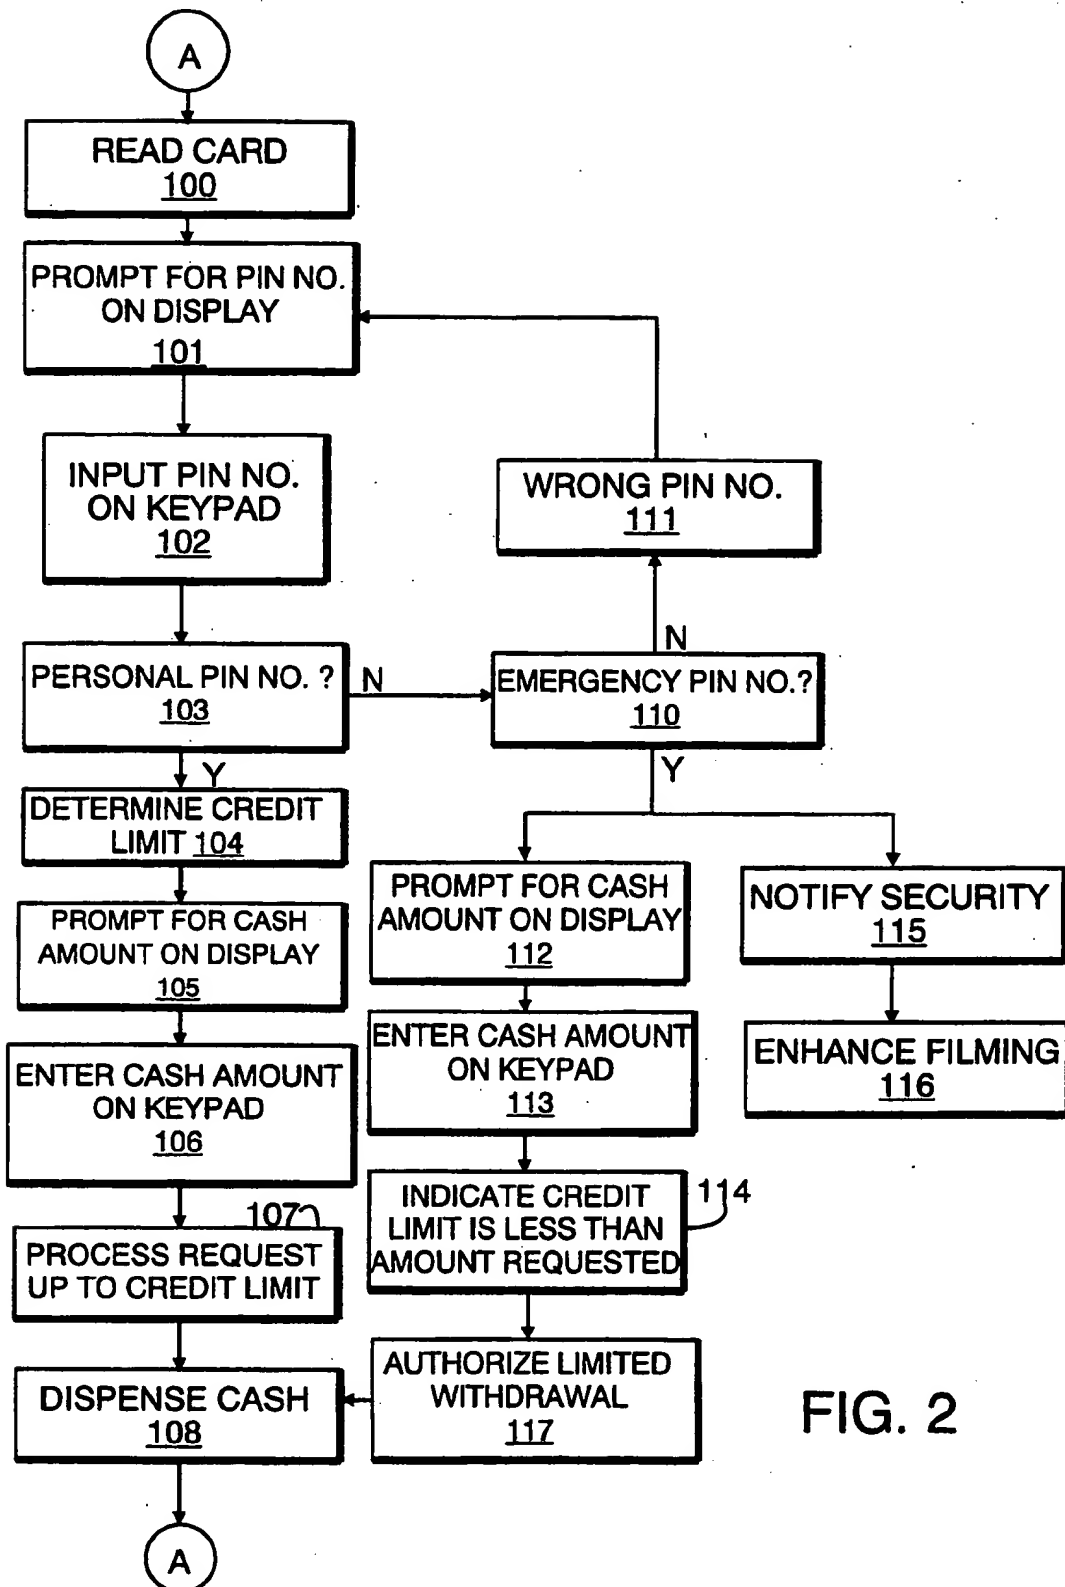 A
READ CARD
100
PROMPT FOR PIN NO.
ON DISPLAY
101
INPUT PIN NO.
ON KEYPAD
102
WRONG PIN NO.
111
PERSONAL PIN NO. ?
103
N
EMERGENCY PIN NO.?
110
N
Y
Y
DETERMINE CREDIT
LIMIT 104
PROMPT FOR CASH
AMOUNT ON DISPLAY
105
ENTER CASH AMOUNT
ON KEYPAD
106
107
PROCESS REQUEST
UP TO CREDIT LIMIT
DISPENSE CASH
108
A
PROMPT FOR CASH
AMOUNT ON DISPLAY
112
ENTER CASH AMOUNT
ON KEYPAD
113
INDICATE CREDIT
LIMIT IS LESS THAN
AMOUNT REQUESTED
114
AUTHORIZE LIMITED
WITHDRAWAL
117
NOTIFY SECURITY
115
ENHANCE FILMING
116
FIG. 2